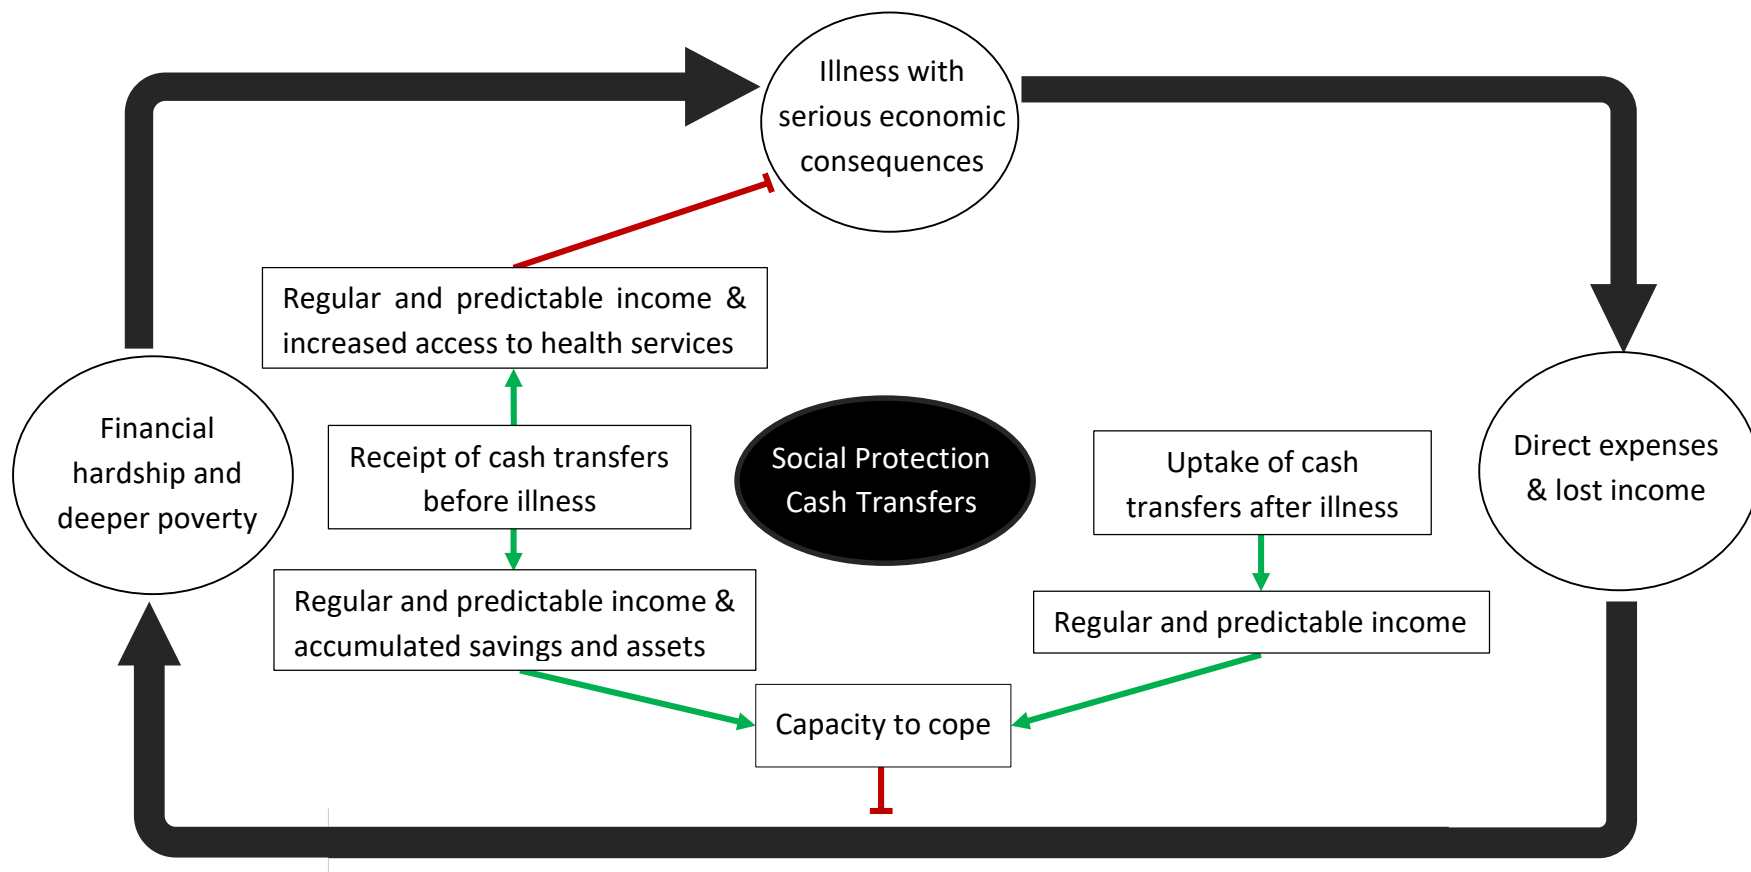 Illness with
serious economic
consequences
Regular and predictable income &
increased access to health services
Financial
hardship and
deeper poverty
Receipt of cash transfers
before illness
Social Protection
Cash Transfers
Uptake of cash
transfers after illness
Direct expenses
& lost income
Regular and predictable income &
accumulated savings and assets
Regular and predictable income
Capacity to cope